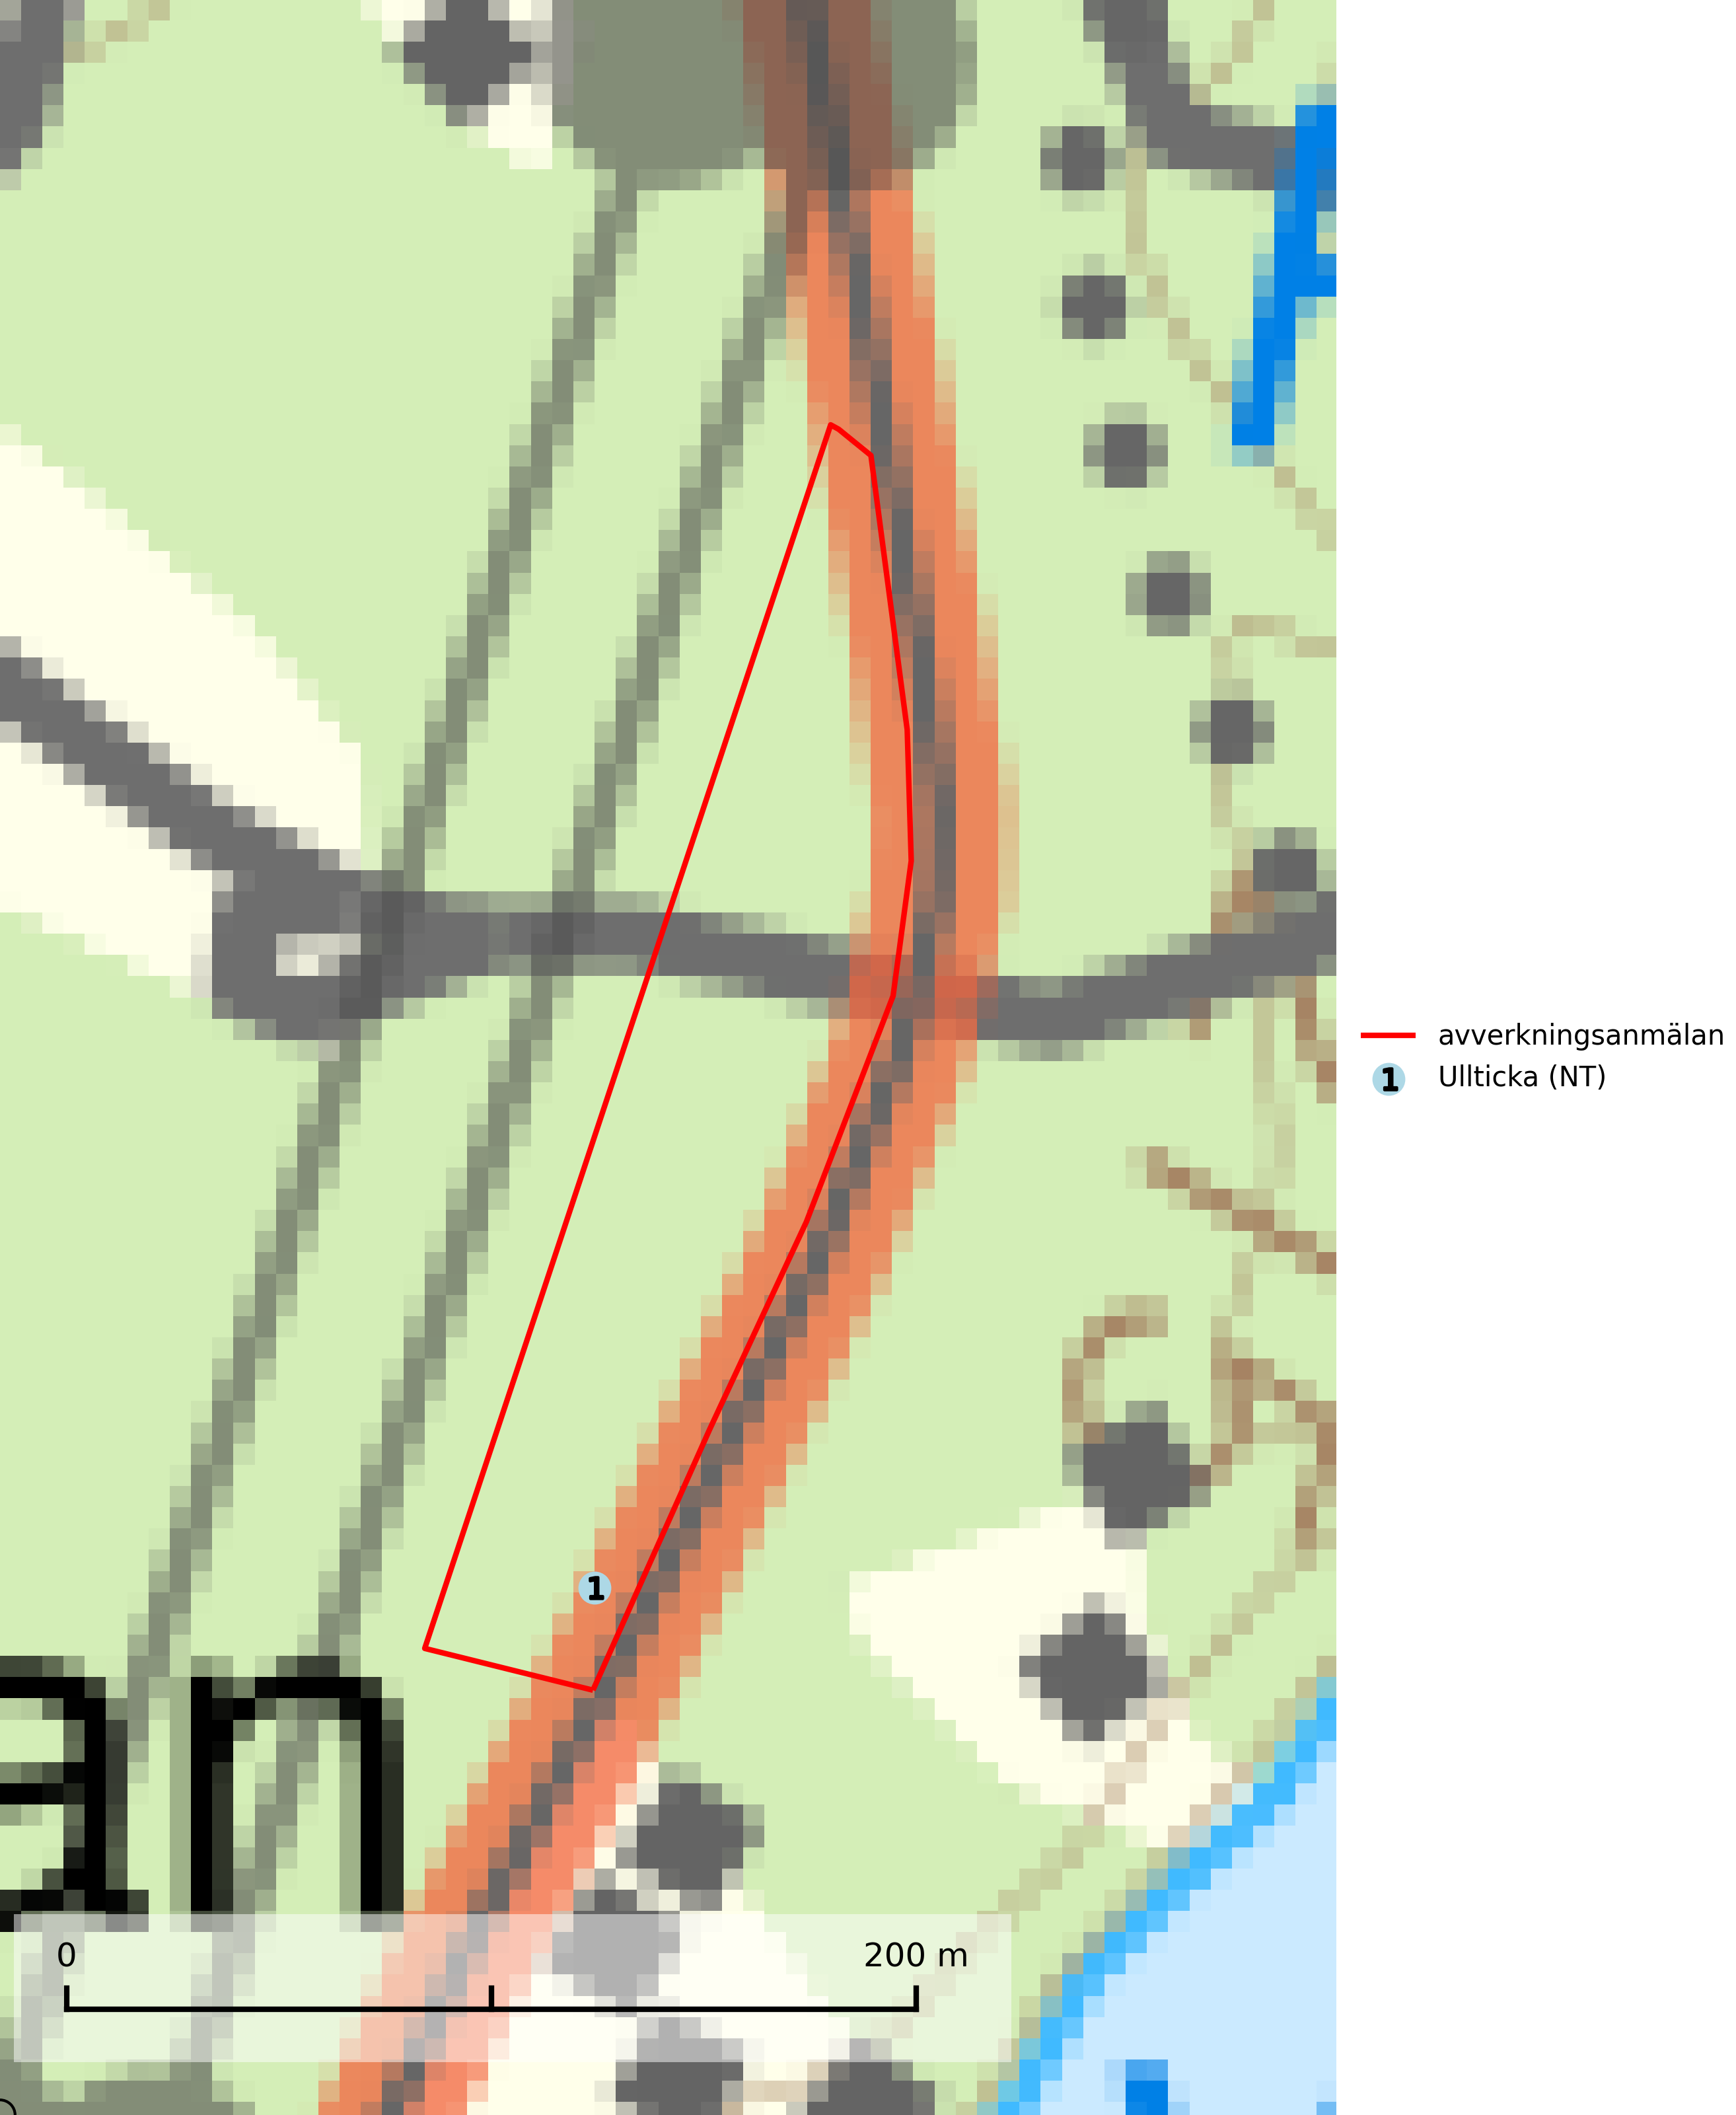 avverkningsanmälan
1 Ullticka (NT)
1
an
0 200 m